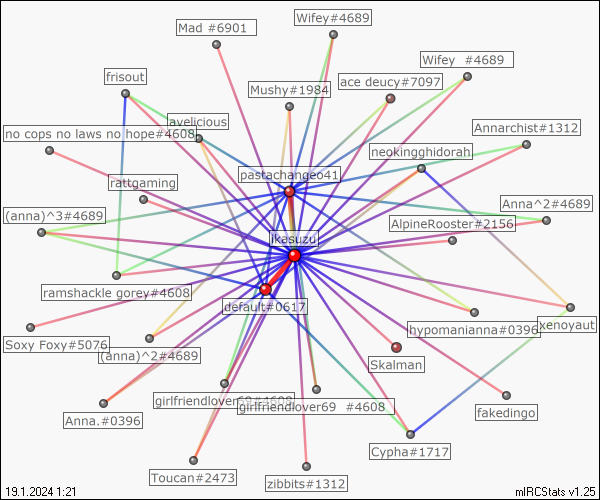 Wifey#4689
Mad #6901
Wifey  #4689
frisout
ace deucy#7097
Mushy#1984
avelicious
Annarchist#1312
no cops no laws no hope#4608
neokingghidorah
pastachangeo41
rattgaming
Anna^2#4689
(anna)^3#4689
AlpineRooster#2156
ikasuzu
ramshackle gorey#4608
default#0617
hypomanianna#0396
xenoyaut
Soxy Foxy#5076
(anna)^2#4689
Skalman
girlfriendlover69#4608
girlfriendlover69  #4608
fakedingo
Anna.#0396
Cypha#1717
Toucan#2473
zibbits#1312
19.1.2024 1:21
mIRCStats v1.25